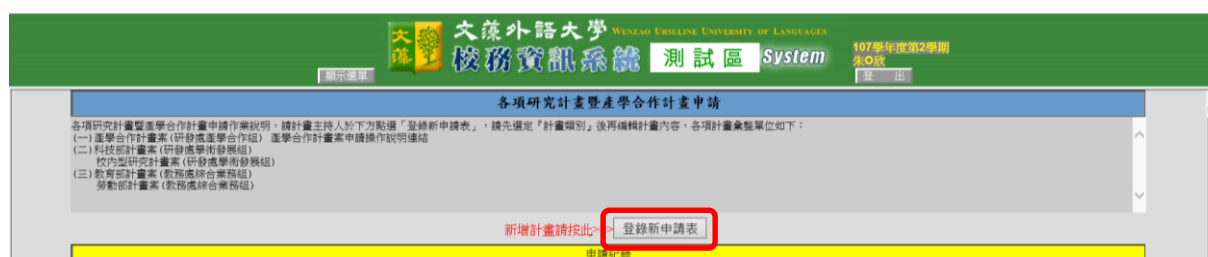 文藻
文藻外語大學 WENZAO URSULINE UNIVERSITY OF LANGUAGES
校務資訊系統 測試區 System
107學年度第2學期
朱O欣
顯示選單
登 出
各項研究計畫暨產學合作計畫申請
各項研究計畫暨產學合作計畫申請作業說明，請計畫主持人於下方點選「登錄新申請表」，請先選定『計畫類別』後再編輯計畫內容，各項計畫彙整單位如下：
(一)產學合作計畫案(研發處產學合作組) 產學合作計畫案申請操作說明連結
(二)科技部計畫案(研發處學術發展組)
校內型研究計畫案(研發處學術發展組)
(三)教育部計畫案(教務處綜合業務組)
勞動部計畫案(教務處綜合業務組)
新增計畫請按此>>
登錄新申請表
申請記錄